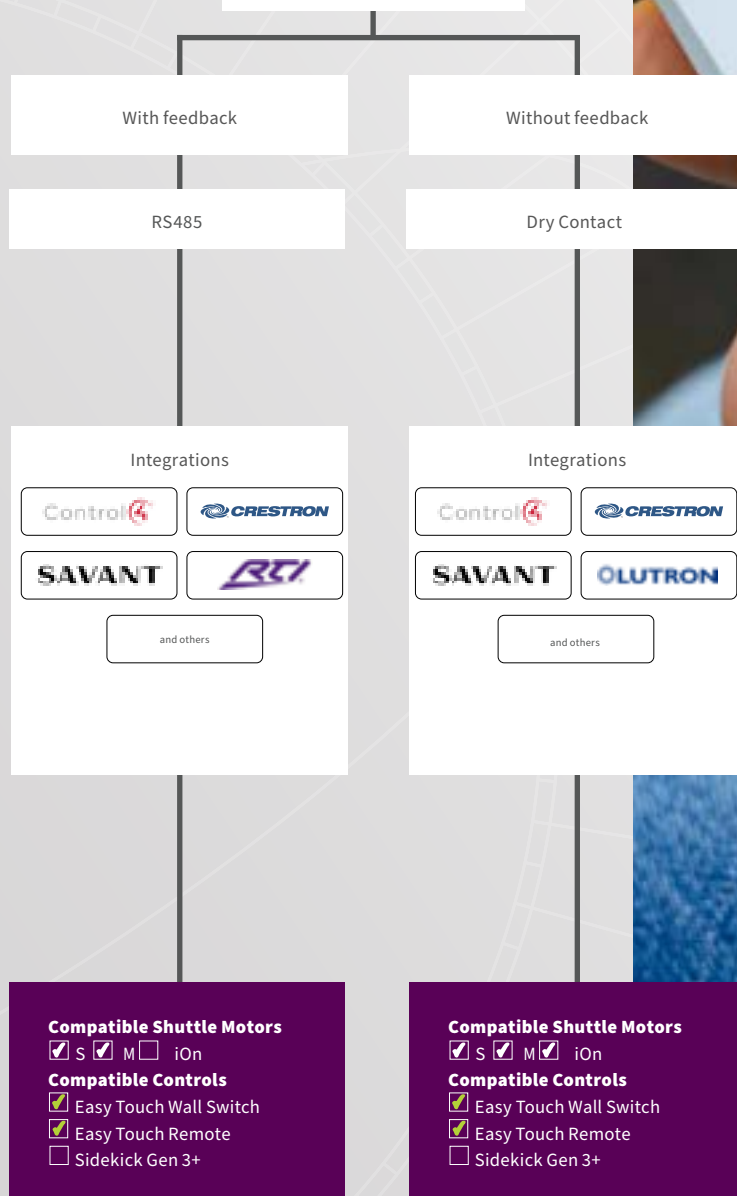 With feedback
RS485
Integrations
Control4
CRESTRON
SAVANT
RTI
and others
Compatible Shuttle Motors
S M iOn
Compatible Controls
Easy Touch Wall Switch
Easy Touch Remote
Sidekick Gen 3+
Without feedback
Dry Contact
Integrations
Control4
CRESTRON
SAVANT
LUTRON
and others
Compatible Shuttle Motors
S M iOn
Compatible Controls
Easy Touch Wall Switch
Easy Touch Remote
Sidekick Gen 3+